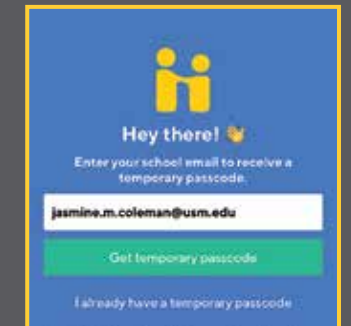 Hey there! 👋
Enter your school email to receive a
temporary passcode.
jasmine.m.coleman@usm.edu
Get temporary passcode
I already have a temporary passcode